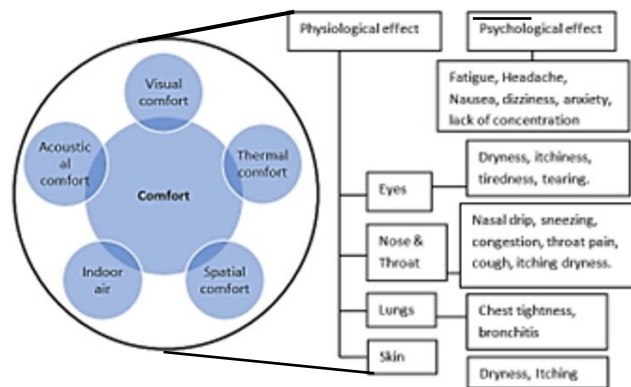 Visual
comfort
Acoustic
al
comfort
Thermal
comfort
Comfort
Indoor
air
Spatial
comfort
Physiological effect
Psychological effect
Fatigue, Headache,
Nausea, dizziness, anxiety,
lack of concentration
Eyes
Dryness, itchiness,
tiredness, tearing.
Nose &
Throat
Nasal drip, sneezing,
congestion, throat pain,
cough, itching dryness.
Lungs
Chest tightness,
bronchitis
Skin
Dryness, Itching